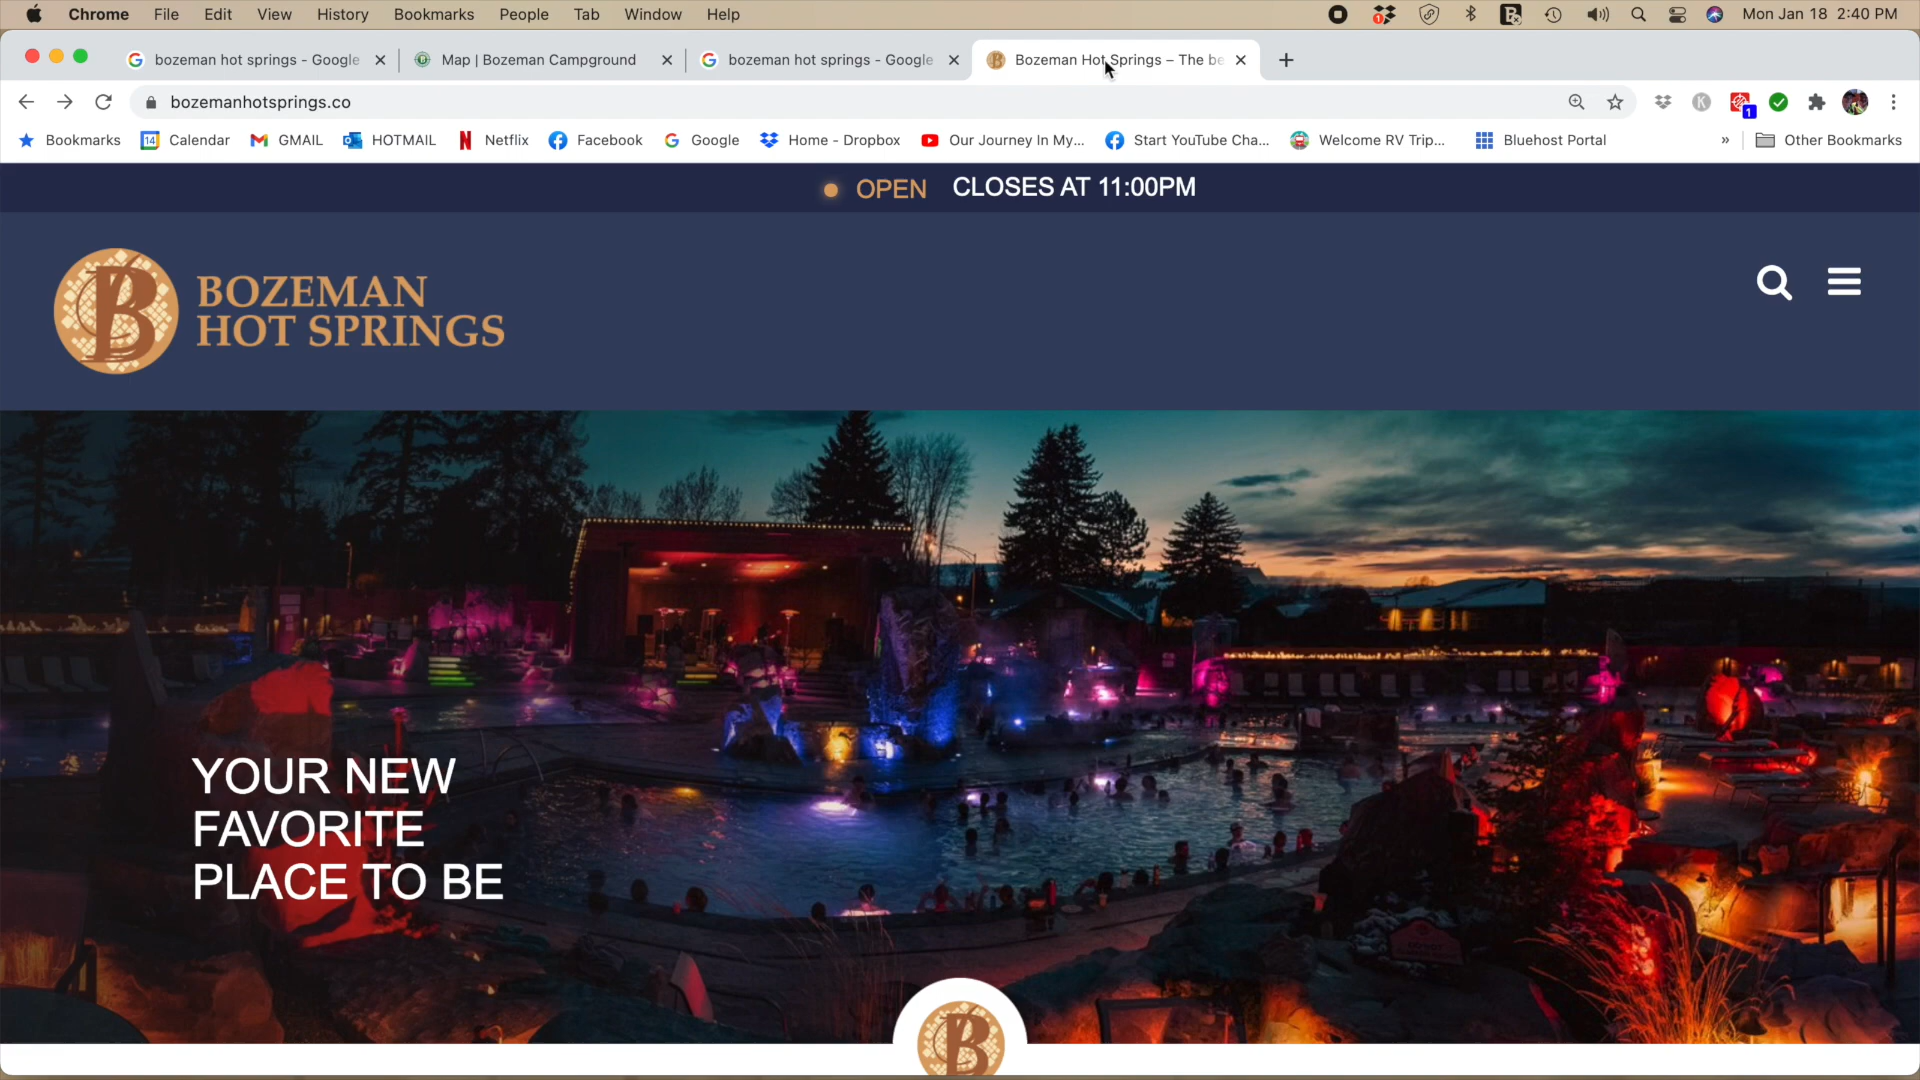 Chrome File Edit View History Bookmarks People Tab Window Help 1 Mon Jan 18 2:40 PM
bozeman hot springs - Google Map | Bozeman Campground bozeman hot springs - Google Bozeman Hot Springs – The be
bozemanhotsprings.co K 1
Bookmarks 14 Calendar GMAIL HOTMAIL Netflix Facebook Google Home - Dropbox Our Journey In My... Start YouTube Cha... Welcome RV Trip... Bluehost Portal » Other Bookmarks
OPEN CLOSES AT 11:00PM
B BOZEMAN
HOT SPRINGS
YOUR NEW
FAVORITE
PLACE TO BE
B